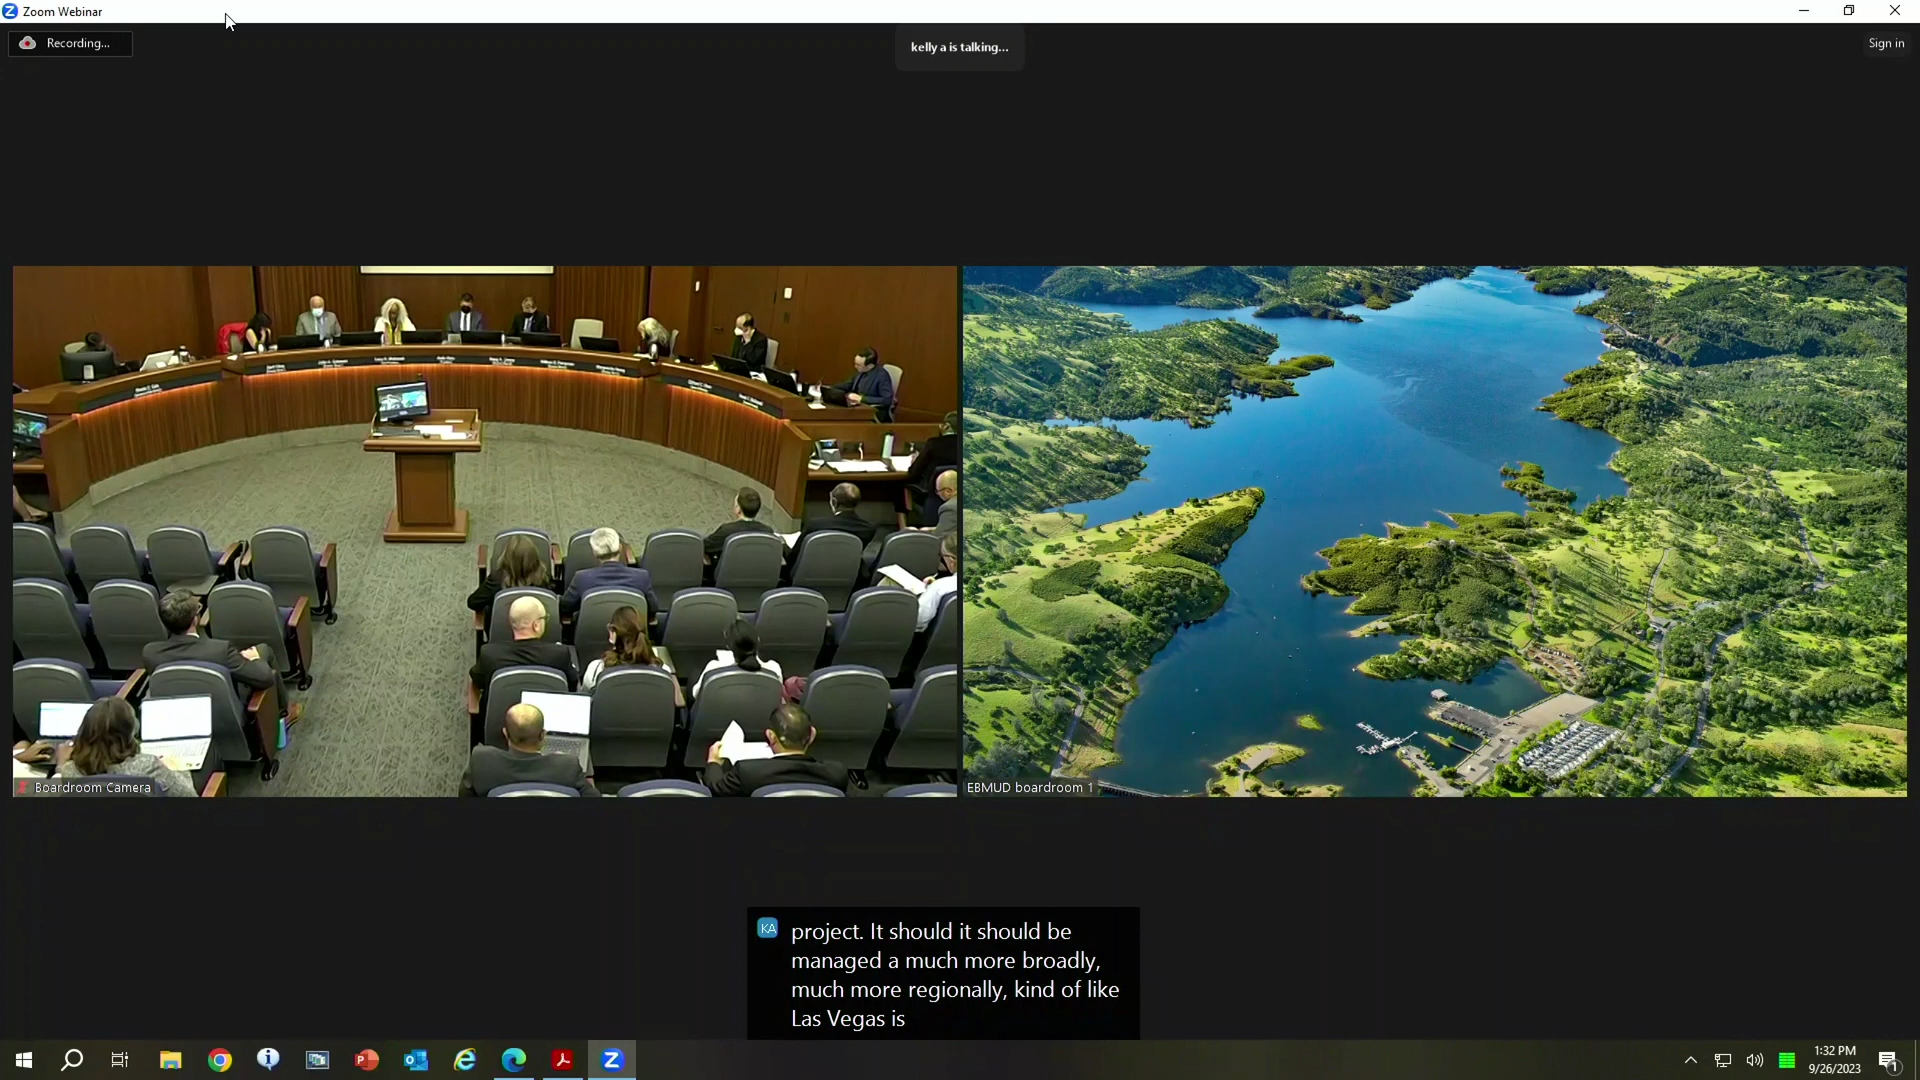 Zoom Webinar
Recording...
kelly a is talking...
Sign in
Boardroom Camera
EBMUD boardroom 1
KA
project. It should it should be
managed a much more broadly,
much more regionally, kind of like
Las Vegas is
1:32 PM
9/26/2023
1